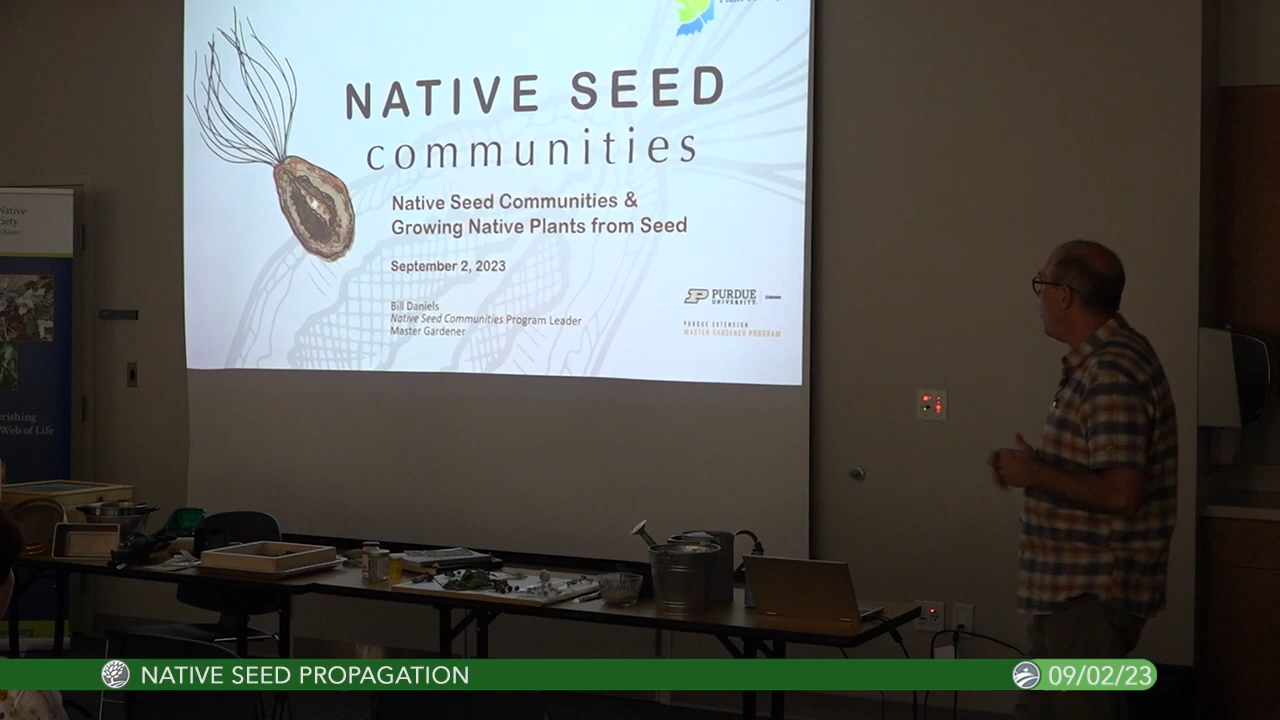 NATIVE SEED
communities
Native Seed Communities &
Growing Native Plants from Seed
September 2, 2023
Bill Daniels
Native Seed Communities Program Leader
Master Gardener
PURDUE
UNIVERSITY
PURDUE EXTENSION
MASTER GARDENER PROGRAM
Native
Web of Life
NATIVE SEED PROPAGATION
09/02/23